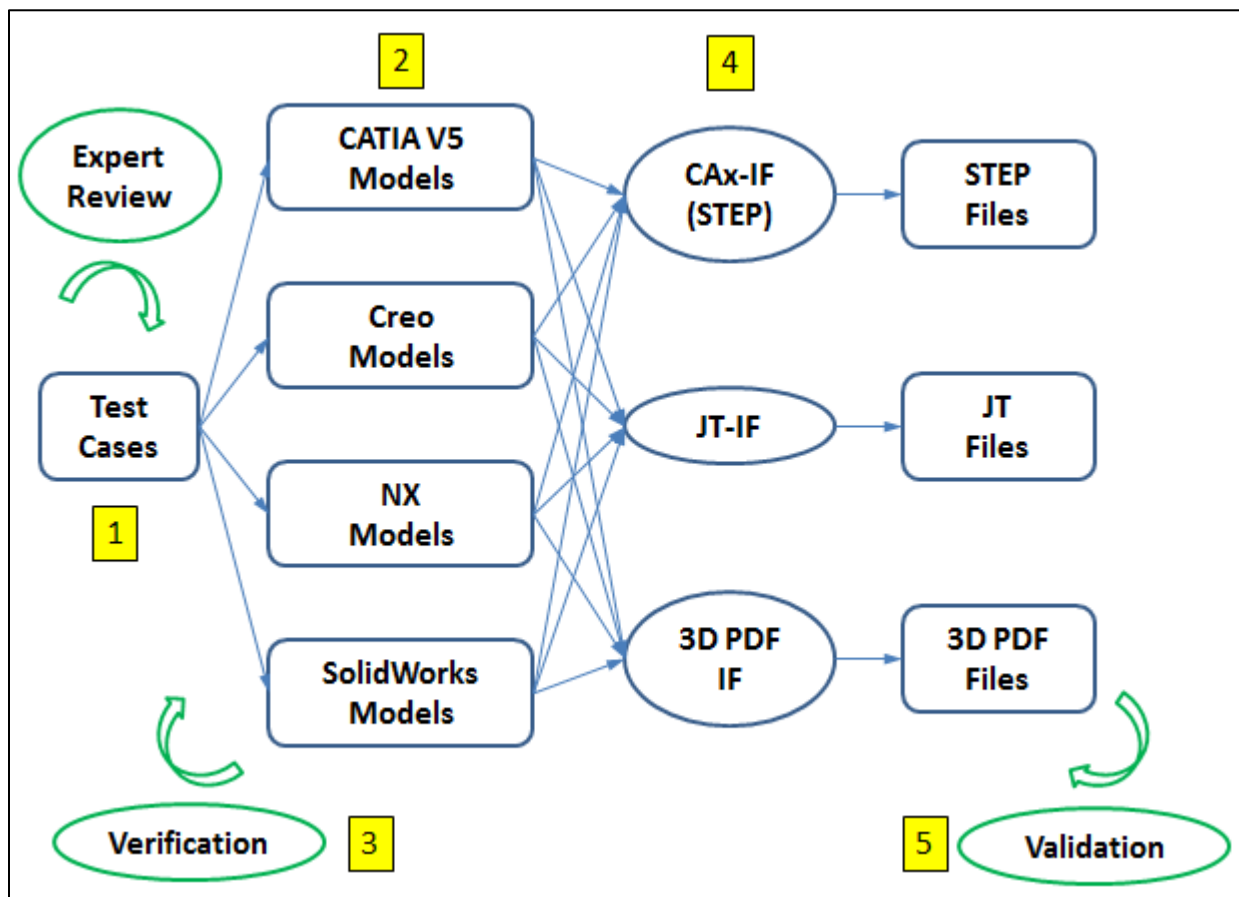 2
4
Expert
Review
CATIA V5
Models
CAx-IF
(STEP)
STEP
Files
Creo
Models
Test
Cases
JT-IF
JT
Files
1
NX
Models
SolidWorks
Models
3D PDF
IF
3D PDF
Files
Verification
3
5
Validation